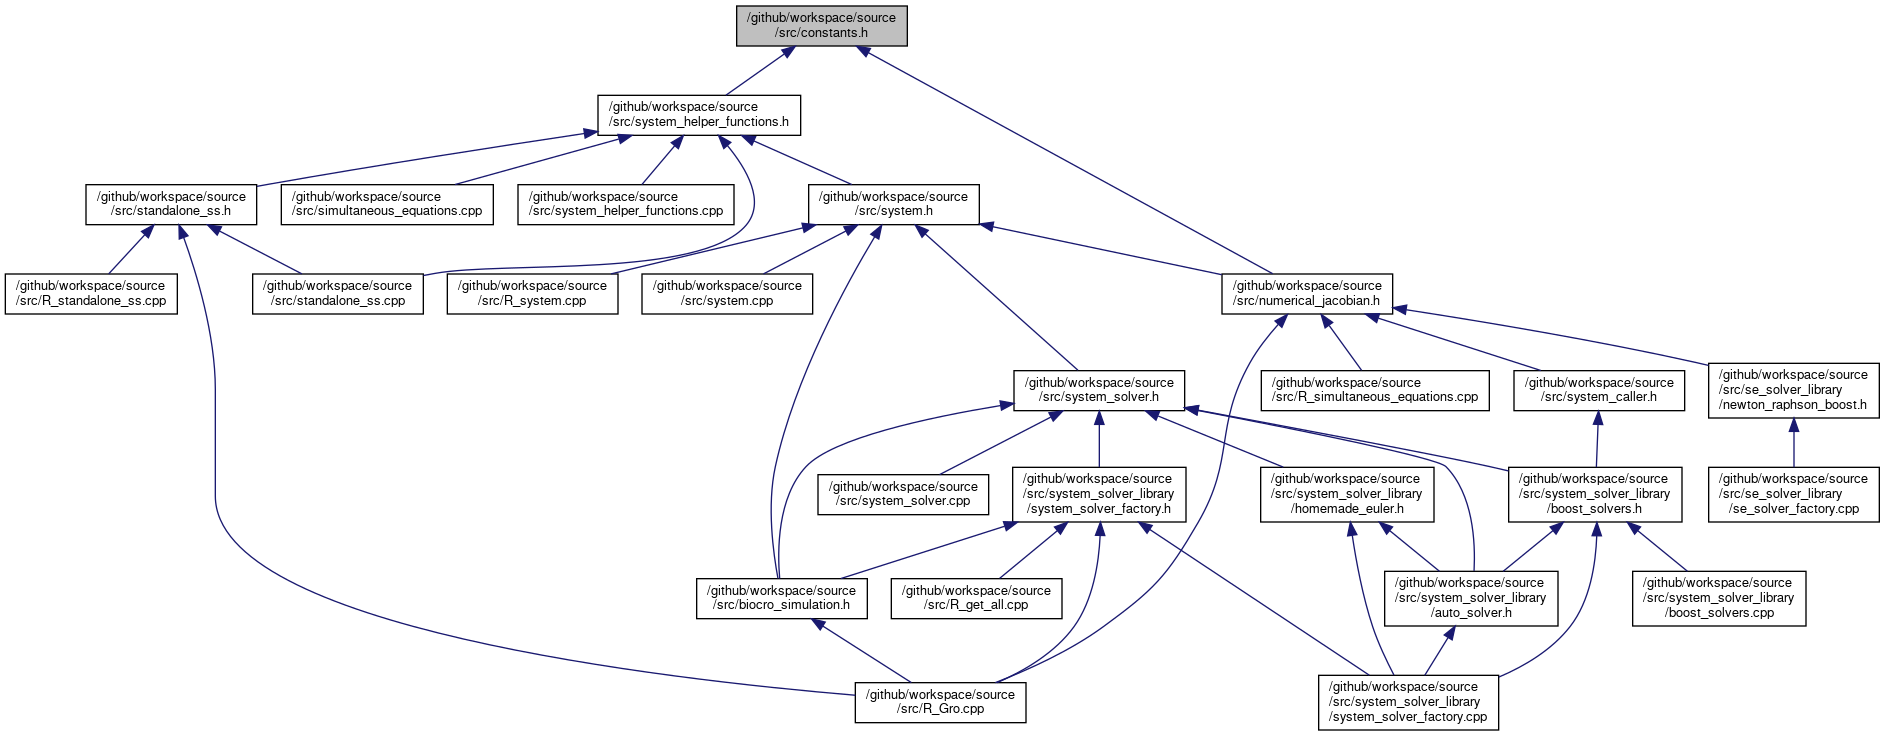 /github/workspace/source
/src/constants.h
/github/workspace/source
/src/system_helper_functions.h
/github/workspace/source
/src/standalone_ss.h
/github/workspace/source
/src/simultaneous_equations.cpp
/github/workspace/source
/src/system_helper_functions.cpp
/github/workspace/source
/src/system.h
/github/workspace/source
/src/R_standalone_ss.cpp
/github/workspace/source
/src/standalone_ss.cpp
/github/workspace/source
/src/R_system.cpp
/github/workspace/source
/src/system.cpp
/github/workspace/source
/src/numerical_jacobian.h
/github/workspace/source
/src/system_solver.h
/github/workspace/source
/src/R_simultaneous_equations.cpp
/github/workspace/source
/src/system_caller.h
/github/workspace/source
/src/se_solver_library
/newton_raphson_boost.h
/github/workspace/source
/src/system_solver.cpp
/github/workspace/source
/src/system_solver_library
/system_solver_factory.h
/github/workspace/source
/src/system_solver_library
/homemade_euler.h
/github/workspace/source
/src/system_solver_library
/boost_solvers.h
/github/workspace/source
/src/se_solver_library
/se_solver_factory.cpp
/github/workspace/source
/src/biocro_simulation.h
/github/workspace/source
/src/R_get_all.cpp
/github/workspace/source
/src/system_solver_library
/auto_solver.h
/github/workspace/source
/src/system_solver_library
/boost_solvers.cpp
/github/workspace/source
/src/R_Gro.cpp
/github/workspace/source
/src/system_solver_library
/system_solver_factory.cpp